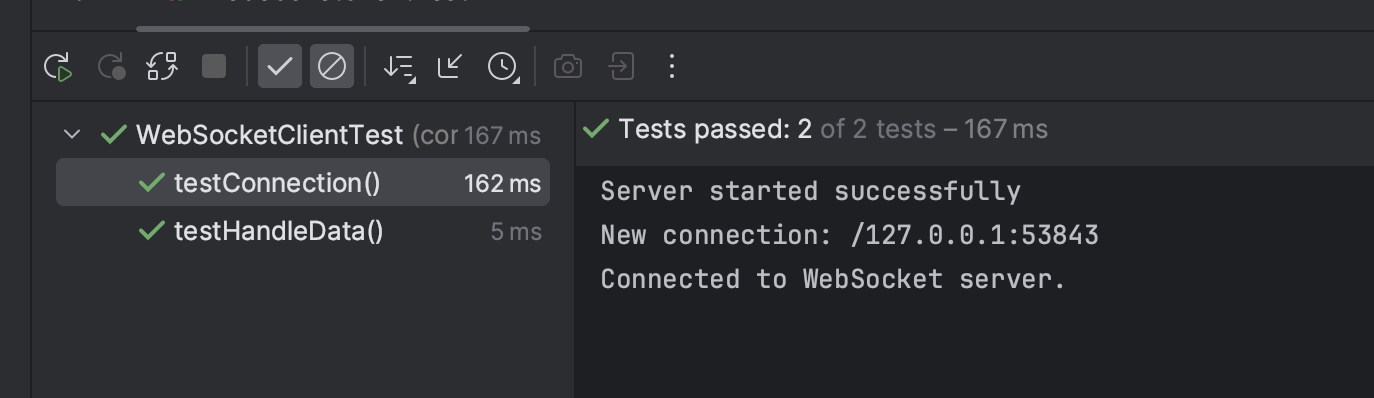 WebSocketClientTest (cor 167 ms
testConnection() 162 ms
testHandleData() 5 ms
Tests passed: 2 of 2 tests – 167 ms
Server started successfully
New connection: /127.0.0.1:53843
Connected to WebSocket server.